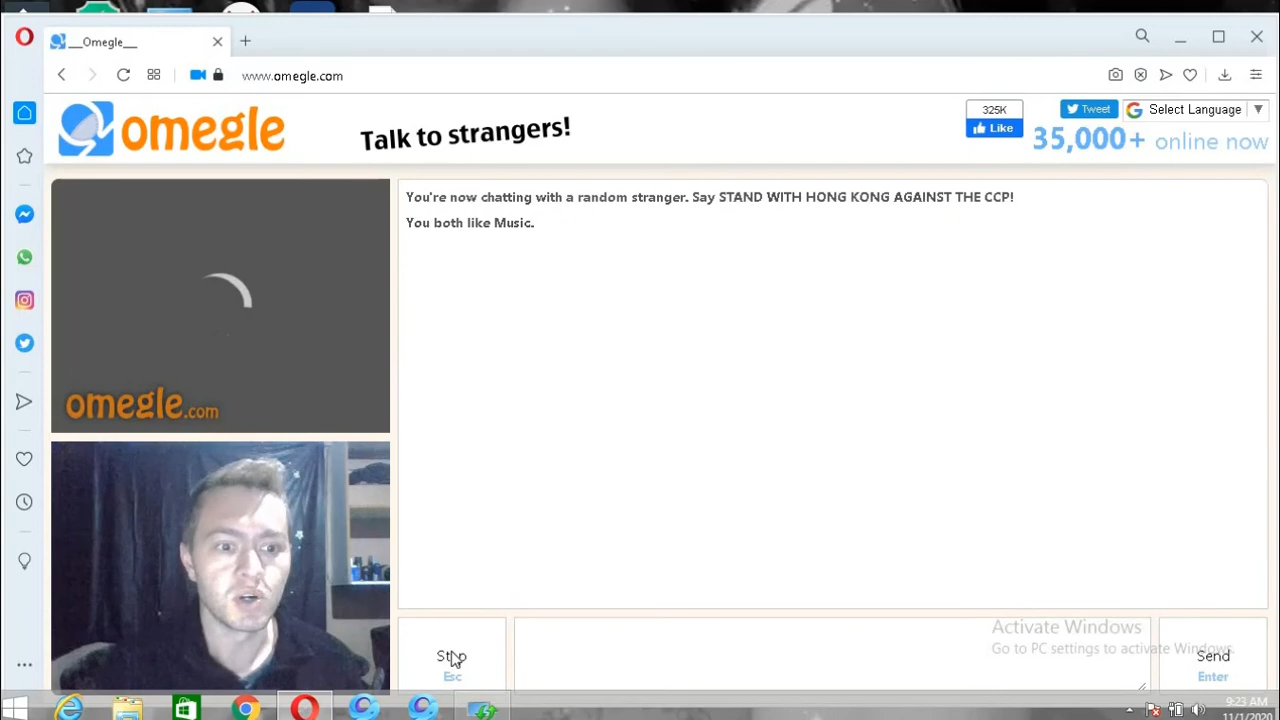 __Omegle__
www.omegle.com
omegle
Talk to strangers!
325K
Like
Tweet
Select Language
35,000+ online now
You're now chatting with a random stranger. Say STAND WITH HONG KONG AGAINST THE CCP!
You both like Music.
omegle.com
Stop
Esc
Activate Windows
Go to PC settings to activate Windows.
Send
Enter
9:23 AM
11/1/2020